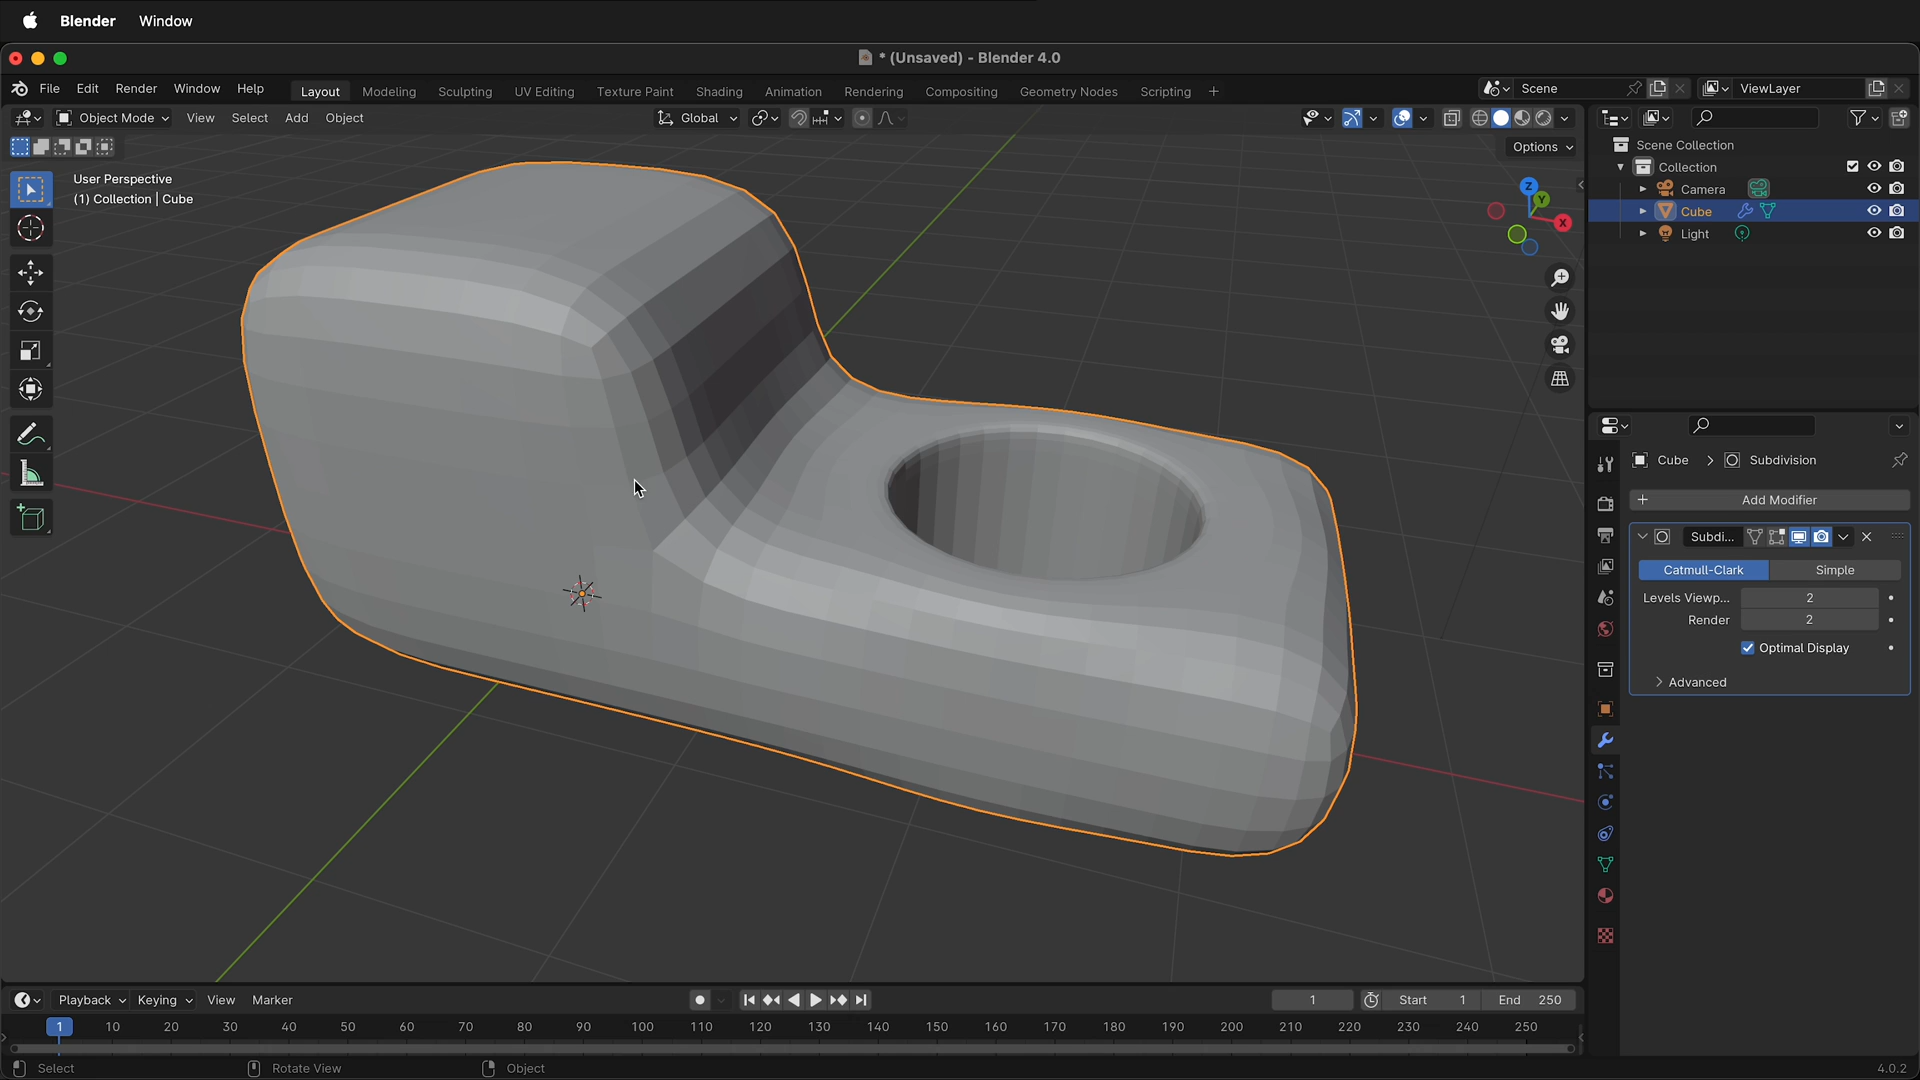 Blender Window
* (Unsaved) - Blender 4.0
File Edit Render Window Help Layout Modeling Sculpting UV Editing Texture Paint Shading Animation Rendering Compositing Geometry Nodes Scripting + Scene ViewLayer
Object Mode View Select Add Object Global
Options
User Perspective
(1) Collection | Cube
Z
Y
X
Scene Collection
Collection
Camera
Cube
Light
Cube > Subdivision
+ Add Modifier
Subdi...
Catmull-Clark Simple
Levels Viewp... 2
Render 2
Optimal Display
Advanced
Playback Keying View Marker 1 Start 1 End 250
1 10 20 30 40 50 60 70 80 90 100 110 120 130 140 150 160 170 180 190 200 210 220 230 240 250
Select Rotate View Object 4.0.2